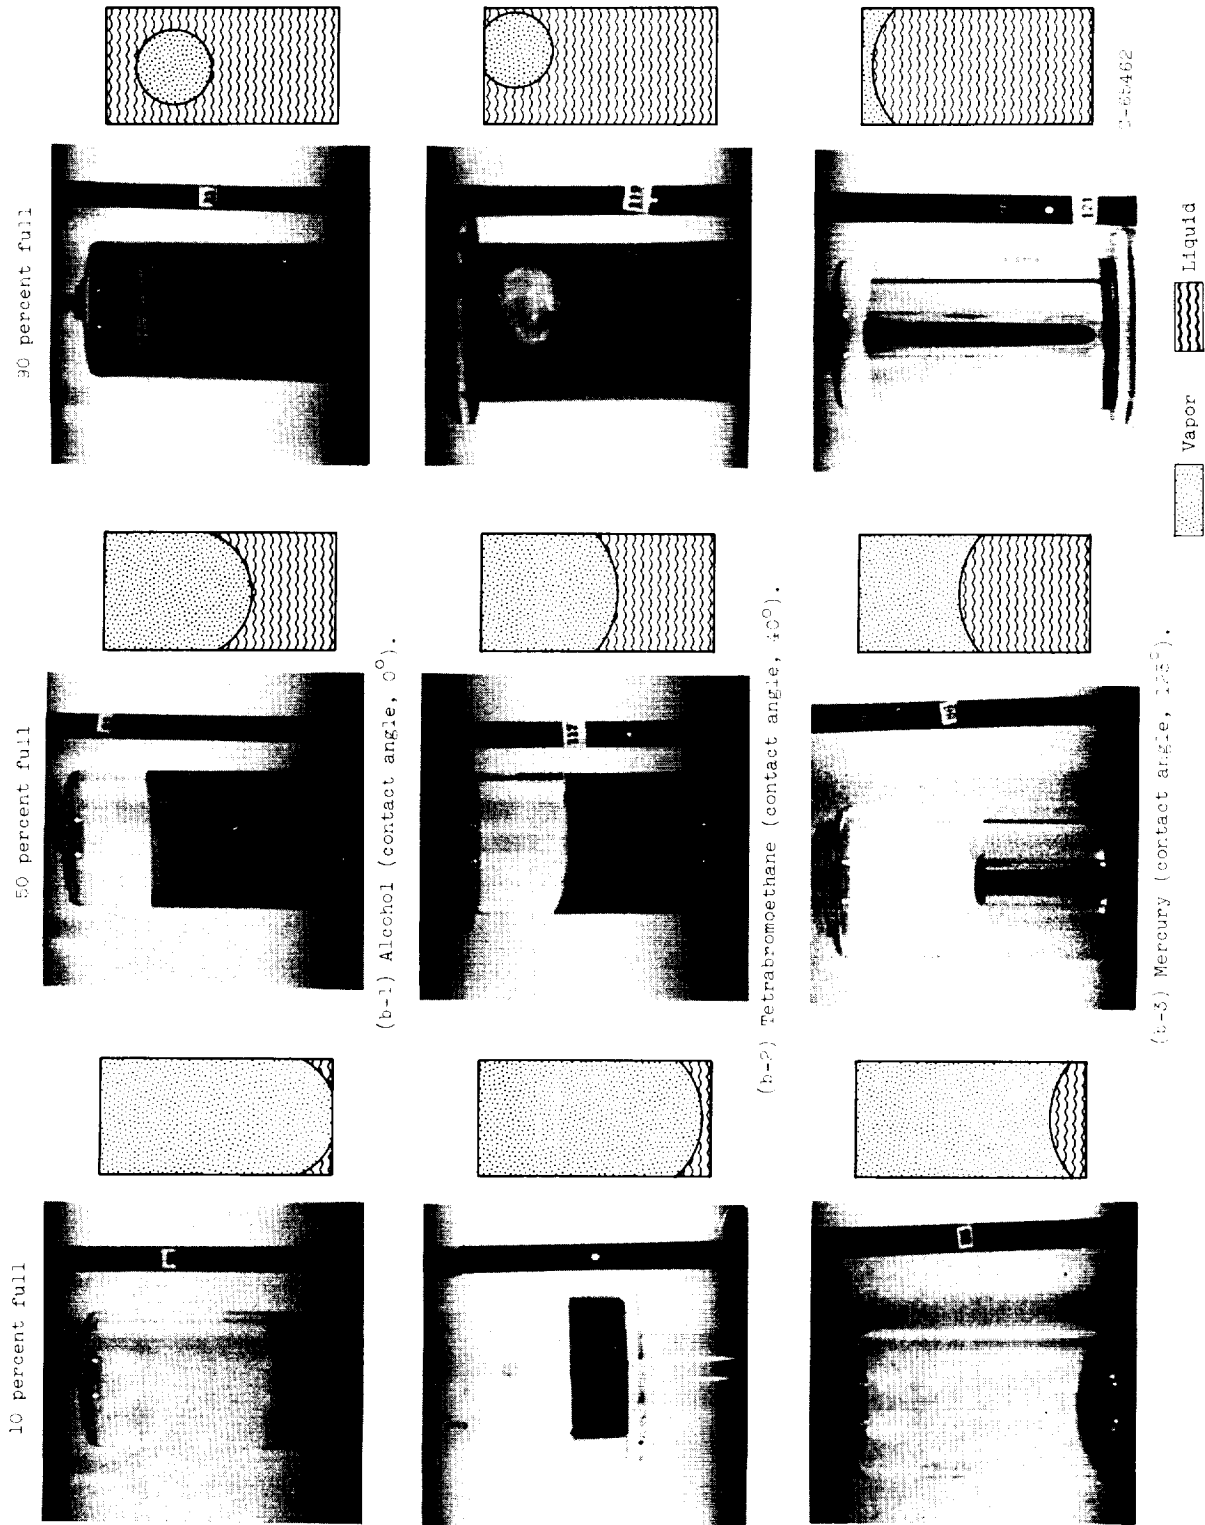 10 percent full
50 percent full
90 percent full
(b-1) Alcohol (contact angle, 0°).
(b-2) Tetrabromoethane (contact angle, 40°).
(b-3) Mercury (contact angle,
121
Vapor
Liquid